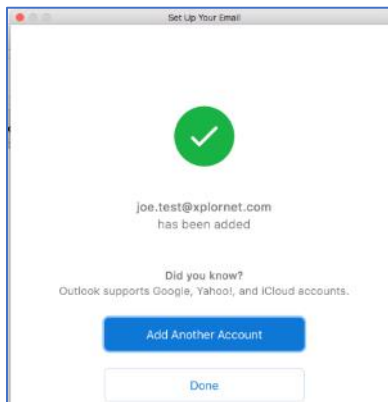 Set Up Your Email
joe.test@xplornet.com
has been added
Did you know?
Outlook supports Google, Yahoo!, and iCloud accounts.
Add Another Account
Done